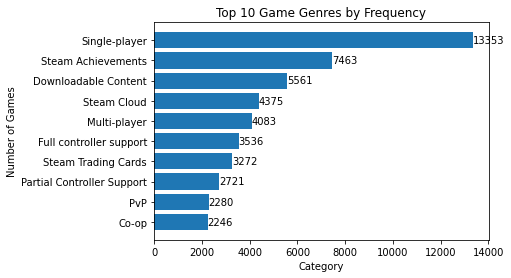 Top 10 Game Genres by Frequency
Number of Games
Single-player 13353
Steam Achievements 7463
Downloadable Content 5561
Steam Cloud 4375
Multi-player 4083
Full controller support 3536
Steam Trading Cards 3272
Partial Controller Support 2721
PvP 2280
Co-op 2246
0 2000 4000 6000 8000 10000 12000 14000
Category